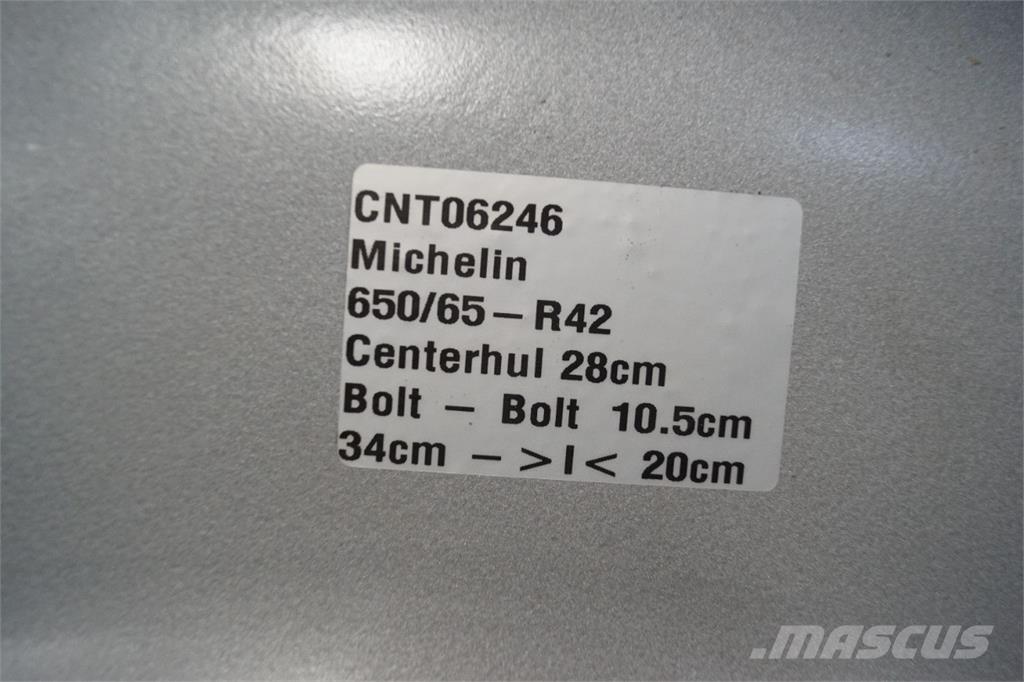 CNT06246
Michelin
650/65 – R42
Centerhul 28cm
Bolt – Bolt 10.5cm
34cm – >I< 20cm
MASCUS